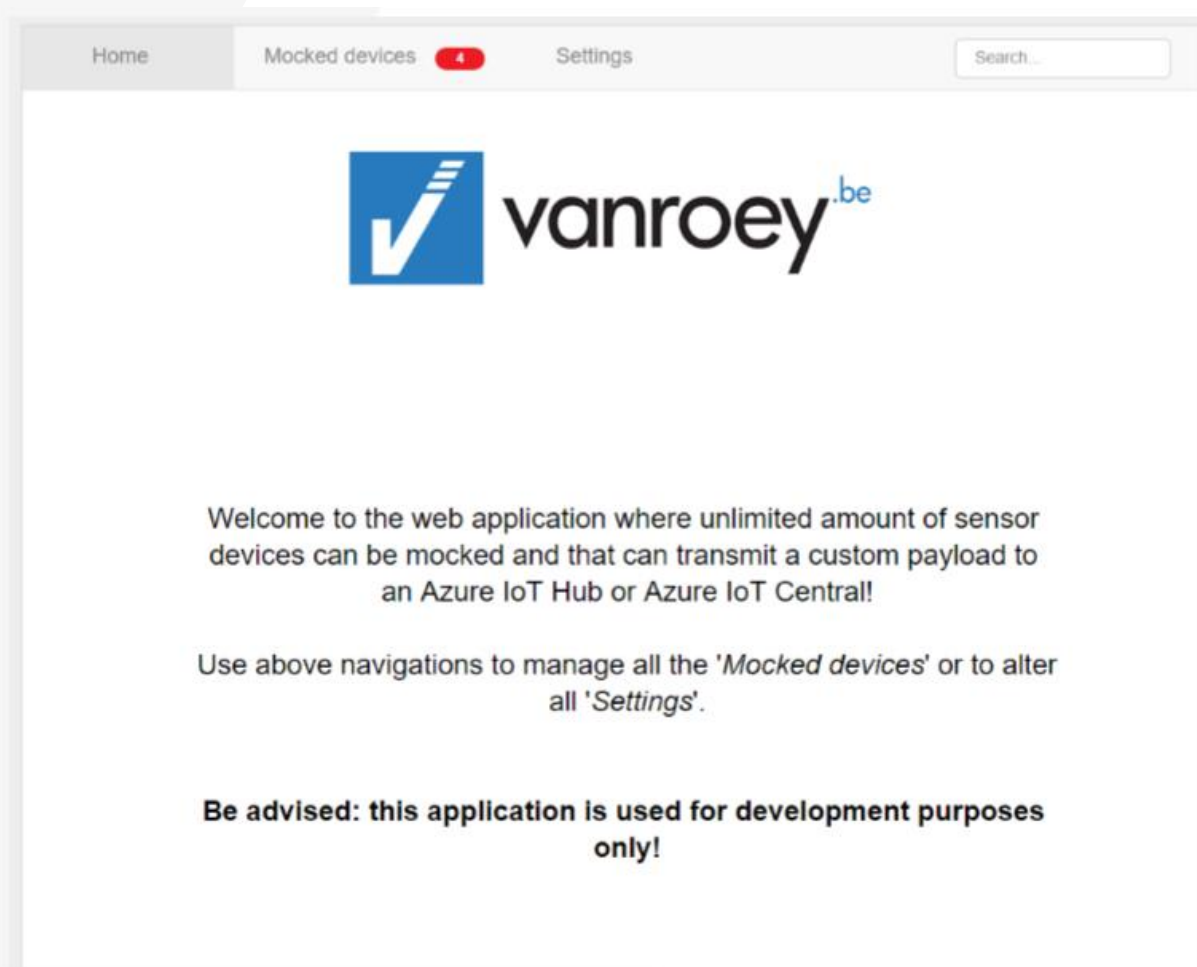 Home Mocked devices 4 Settings Search...
vanroey.be
Welcome to the web application where unlimited amount of sensor
devices can be mocked and that can transmit a custom payload to
an Azure IoT Hub or Azure IoT Central!
Use above navigations to manage all the 'Mocked devices' or to alter
all 'Settings'.
Be advised: this application is used for development purposes
only!